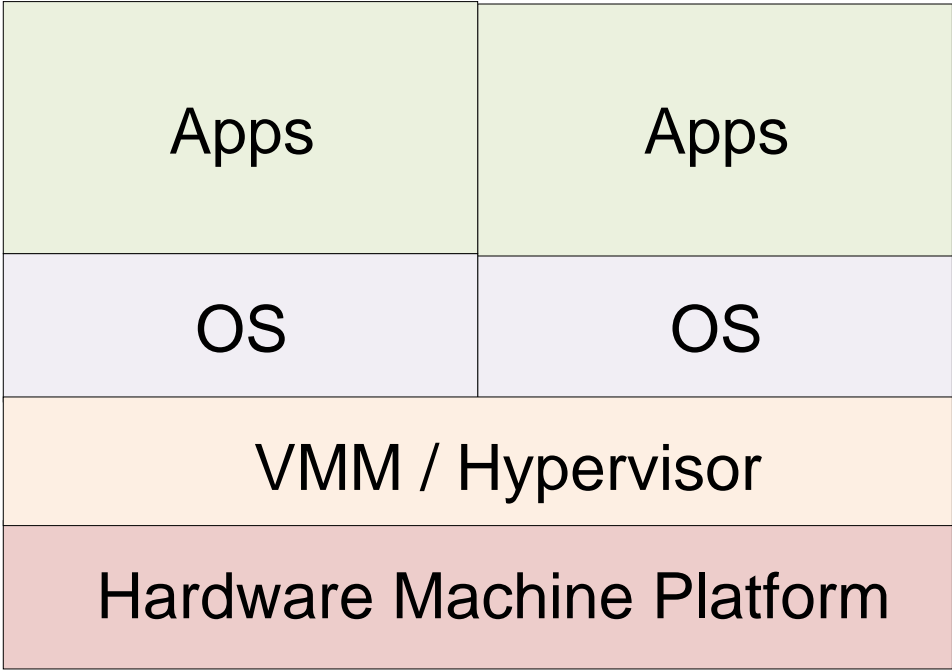 Apps
Apps
OS
OS
VMM / Hypervisor
Hardware Machine Platform